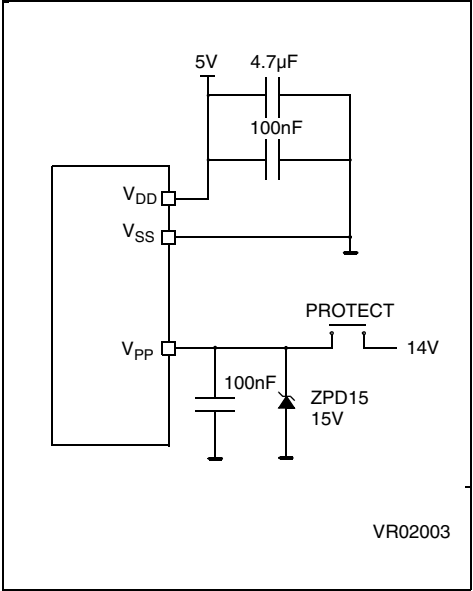 5V 4.7µF
100nF
VDD
VSS
PROTECT
VPP
14V
100nF
ZPD15
15V
VR02003